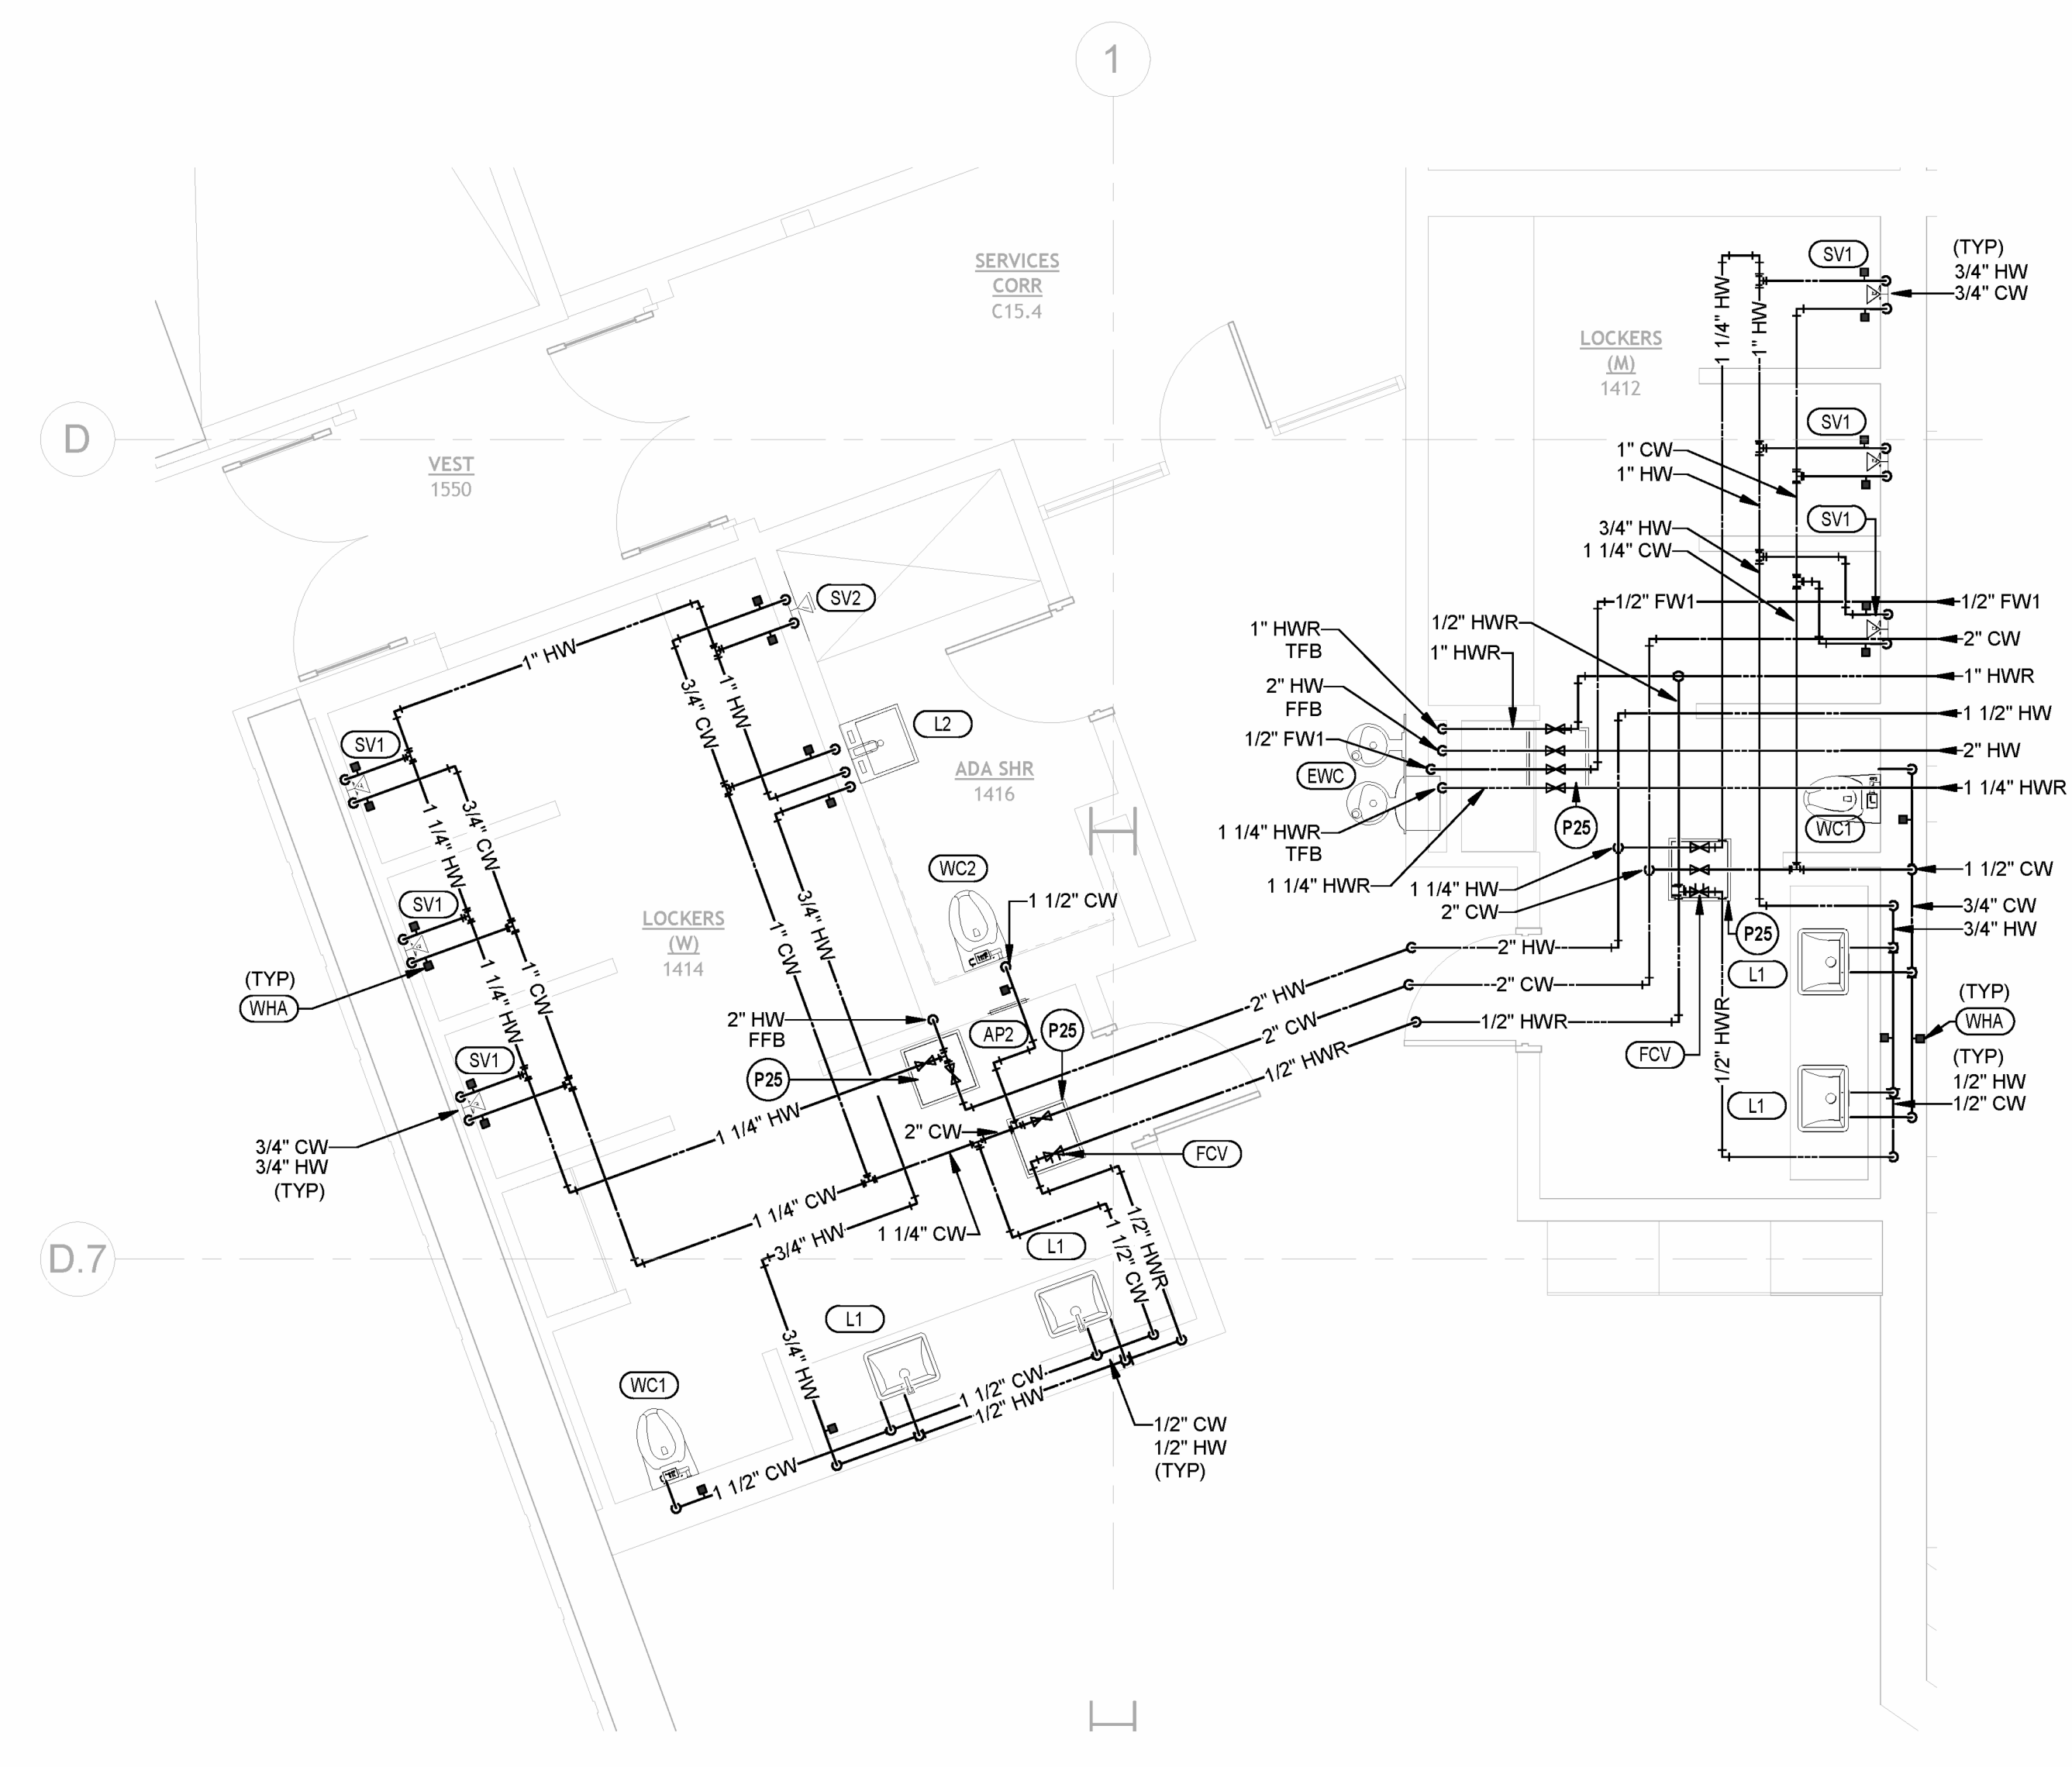 1
SERVICES
CORR
C15.4
SV1
(TYP)
3/4" HW
3/4" CW
1 1/4" HW
1" HW
LOCKERS
(M)
1412
D
VEST
1550
SV1
1" CW
1" HW
SV1
3/4" HW
1 1/4" CW
SV2
1/2" FW1
1/2" FW1
1" HWR
TFB
1/2" HWR
1" HWR
2" CW
1" HW
3/4" CW
1" HW
1" HWR
2" HW
FFB
1 1/2" HW
L2
SV1
1/2" FW1
2" HW
EWC
ADA SHR
1416
1 1/4" HWR
1 1/4" HW
3/4" CW
P25
WC1
1 1/4" HWR
TFB
WC2
1 1/2" CW
1 1/4" HWR
1 1/4" HW
2" CW
1 1/2" CW
SV1
LOCKERS
(W)
1414
3/4" HW
1" CW
3/4" CW
3/4" HW
P25
2" HW
L1
(TYP)
WHA
1 1/4" HW
1" CW
2" HW
2" CW
(TYP)
WHA
2" HW
FFB
AP2
P25
2" CW
1/2" HWR
1/2" HWR
FCV
1/2" HWR
SV1
P25
(TYP)
1/2" HW
1/2" CW
L1
1 1/4" HW
2" CW
FCV
3/4" CW
3/4" HW
(TYP)
1 1/4" CW
1 1/4" CW
3/4" HW
L1
1 1/2" CW
1/2" HWR
D.7
L1
3/4" HW
WC1
1 1/2" CW
1/2" HW
1/2" CW
1/2" HW
(TYP)
1 1/2" CW